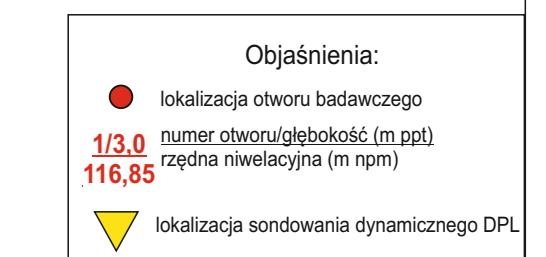 Objaśnienia:
lokalizacja otworu badawczego
1/3,0 numer otworu/głębokość (m ppt)
116,85 rzędna niwelacyjna (m npm)
lokalizacja sondowania dynamicznego DPL